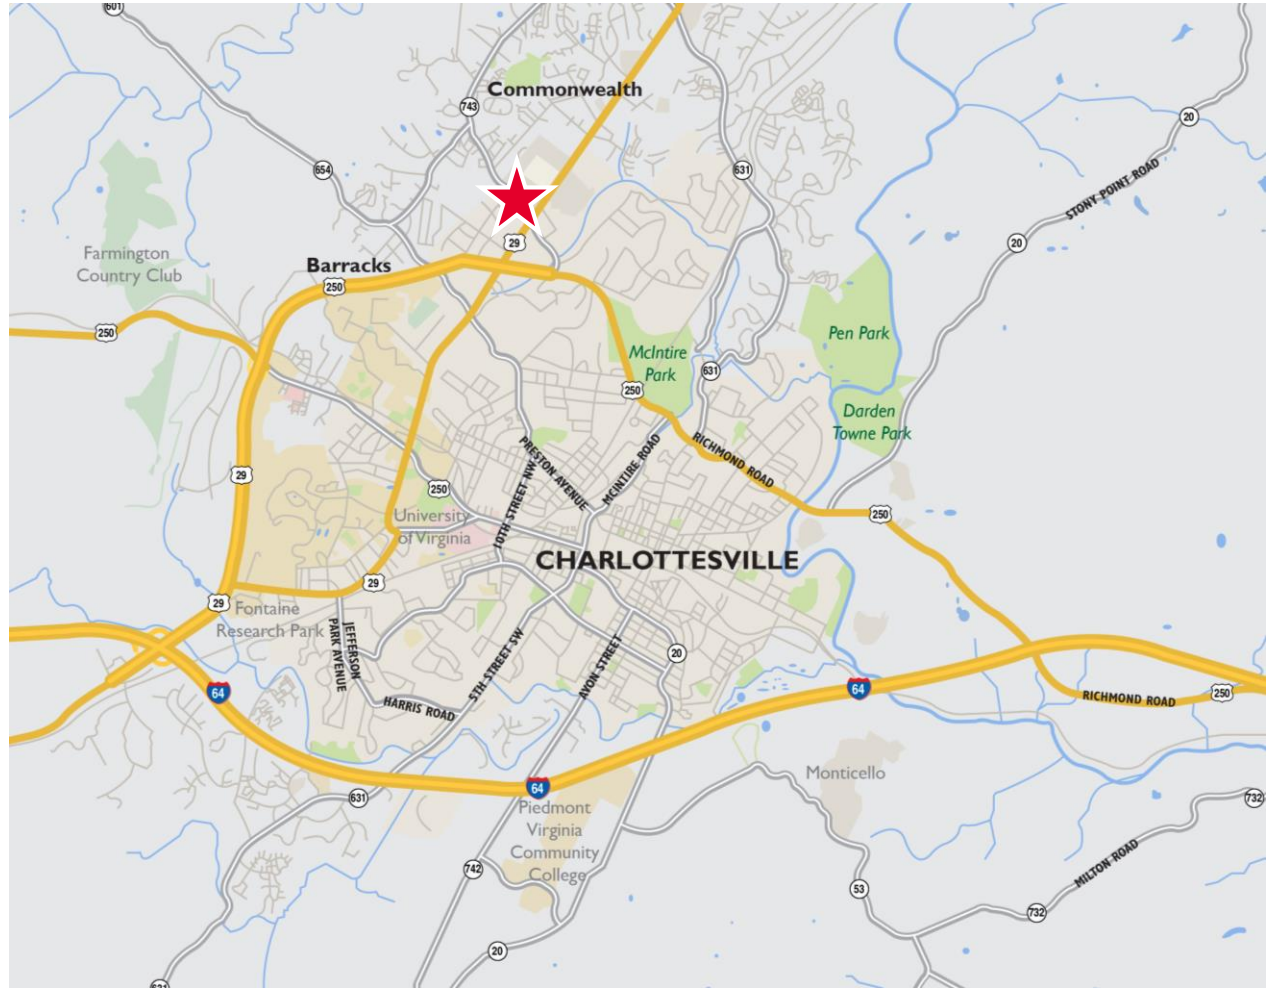 601
Commonwealth
743
20
654
631
STONY POINT ROAD
29
20
Farmington
Country Club
Barracks
250
250
Pen Park
McIntire
Park
631
250
Darden
Towne Park
PRESTON AVENUE
MCINTIRE ROAD
RICHMOND ROAD
29
250
10TH STREET NW
University
of Virginia
250
CHARLOTTESVILLE
29
29
Fontaine
Research Park
JEFFERSON
PARK AVENUE
5TH STREET SW
AVON STREET
20
64
64
HARRIS ROAD
RICHMOND ROAD
250
Monticello
64
631
732
Piedmont
Virginia
Community
College
MILTON ROAD
742
53
732
20
631